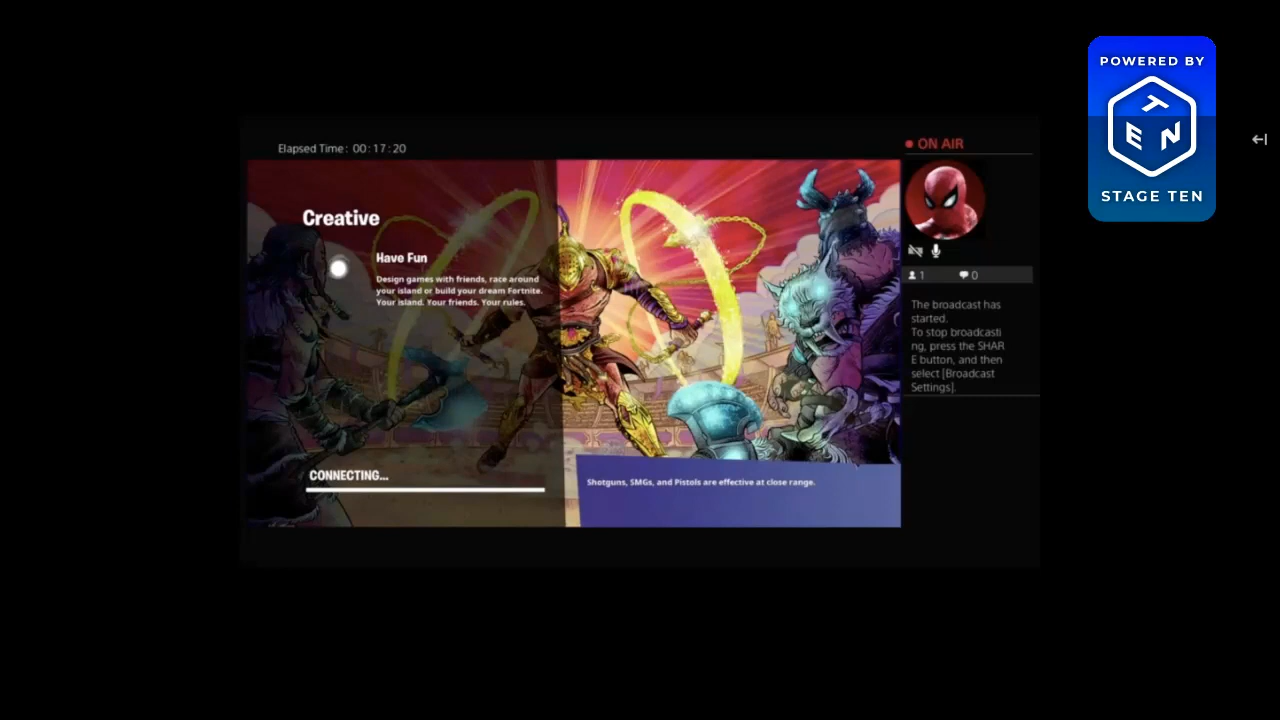 POWERED BY
T
EN
STAGE TEN
Elapsed Time: 00:17:20
ON AIR
Creative
Have Fun
Design games with friends, race around
your island or build your dream Fortnite.
Your island. Your friends. Your rules.
1
0
The broadcast has
started.
To stop broadcasti
ng, press the SHAR
E button, and then
select [Broadcast
Settings].
CONNECTING...
Shotguns, SMGs, and Pistols are effective at close range.